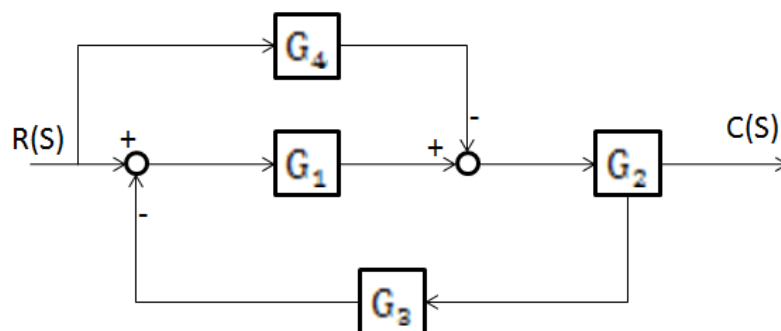 G₄
-
R(S)
+
G₁
+
G₂
C(S)
-
G₃